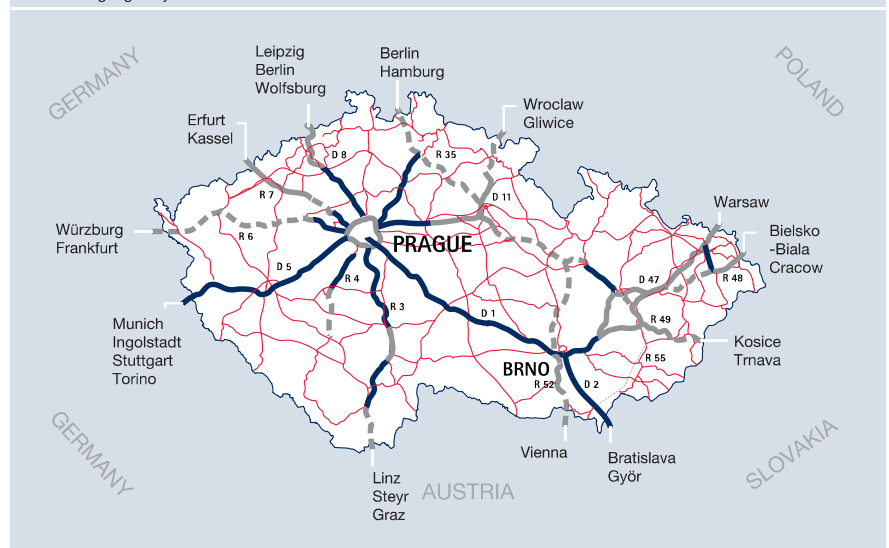 GERMANY
Leipzig
Berlin
Wolfsburg
Berlin
Hamburg
POLAND
Wroclaw
Gliwice
Erfurt
Kassel
D 8
R 35
R 7
D 11
Warsaw
Würzburg
Frankfurt
R 6
PRAGUE
Bielsko
-Biala
Cracow
D 5
R 4
D 47
R 48
R 3
D 1
R 49
Munich
Ingolstadt
Stuttgart
Torino
Kosice
Trnava
BRNO
R 55
R 52
D 2
GERMANY
Vienna
Bratislava
Györ
SLOVAKIA
Linz
Steyr
Graz
AUSTRIA